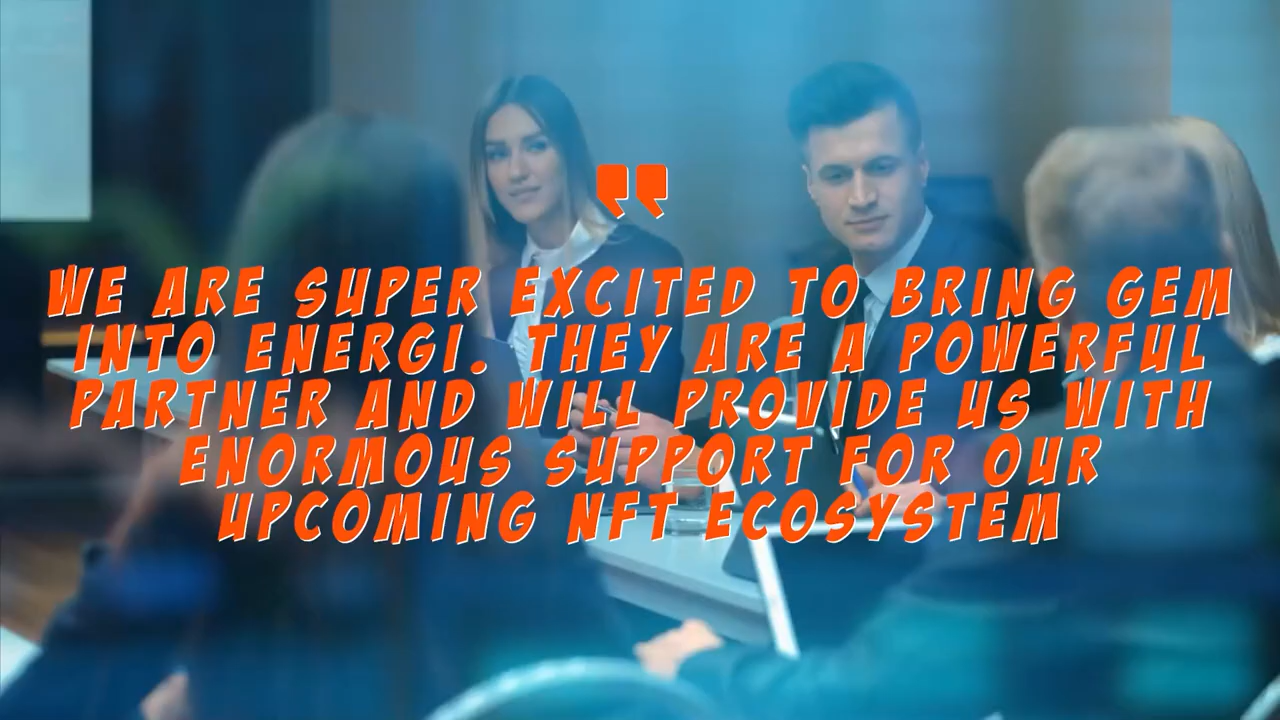 "
WE ARE SUPER EXCITED TO BRING GEM
INTO ENERGI. THEY ARE A POWERFUL
PARTNER AND WILL PROVIDE US WITH
ENORMOUS SUPPORT FOR OUR
UPCOMING NFT ECOSYSTEM